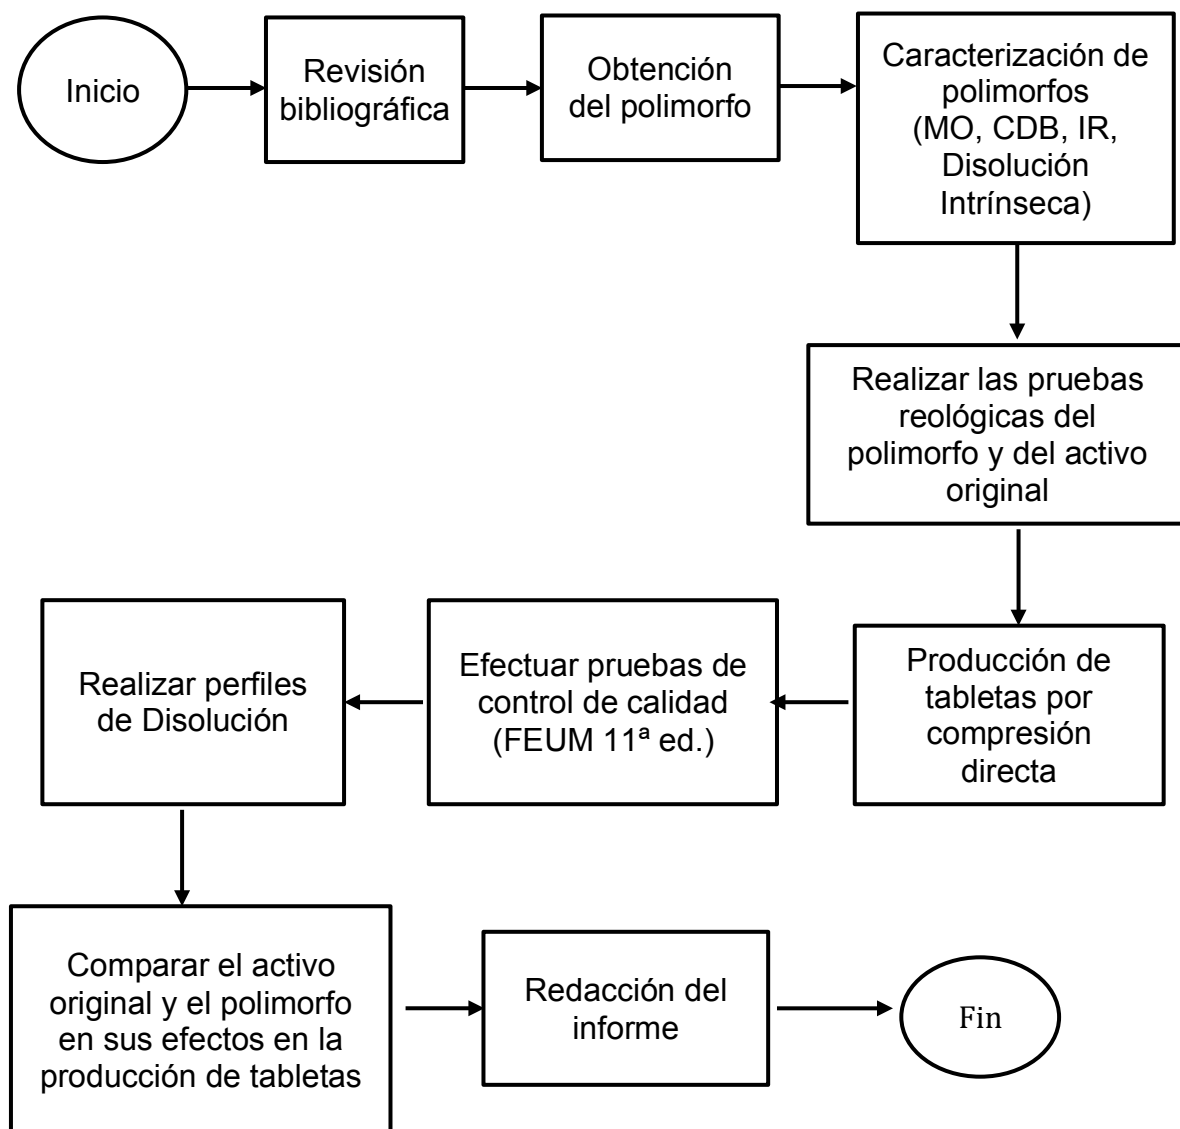 Inicio
Revisión
bibliográfica
Obtención
del polimorfo
Caracterización de
polimorfos
(MO, CDB, IR,
Disolución
Intrínseca)
Realizar las pruebas
reológicas del
polimorfo y del activo
original
Producción de
tabletas por
compresión
directa
Efectuar pruebas de
control de calidad
(FEUM 11ª ed.)
Realizar perfiles
de Disolución
Comparar el activo
original y el polimorfo
en sus efectos en la
producción de tabletas
Redacción del
informe
Fin